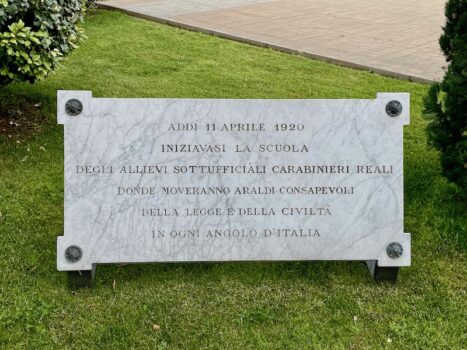 ADDÌ 11 APRILE 1920
INIZIAVASI LA SCUOLA
DEGLI ALLIEVI SOTTUFFICIALI CARABINIERI REALI
DONDE MOVERANNO ARALDI CONSAPEVOLI
DELLA LEGGE E DELLA CIVILTÀ
IN OGNI ANGOLO D'ITALIA